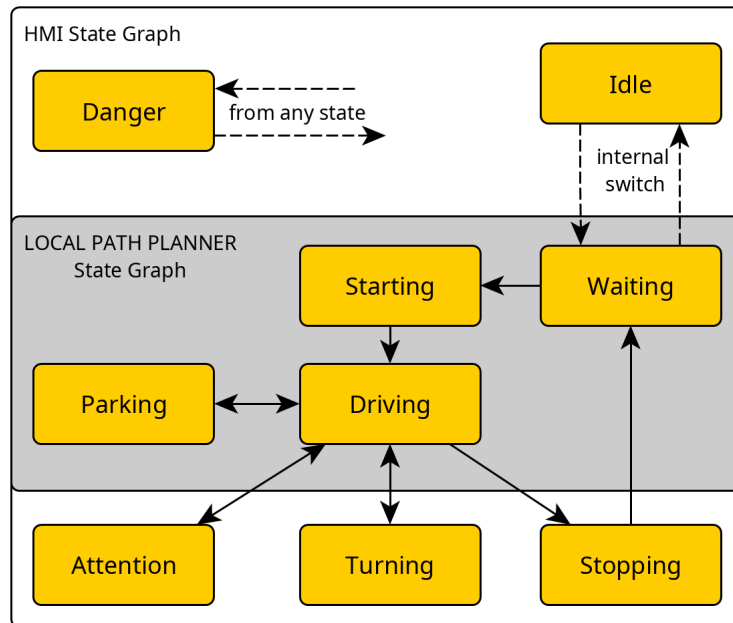 HMI State Graph
Danger
from any state
Idle
internal
switch
LOCAL PATH PLANNER
State Graph
Starting
Waiting
Parking
Driving
Attention
Turning
Stopping